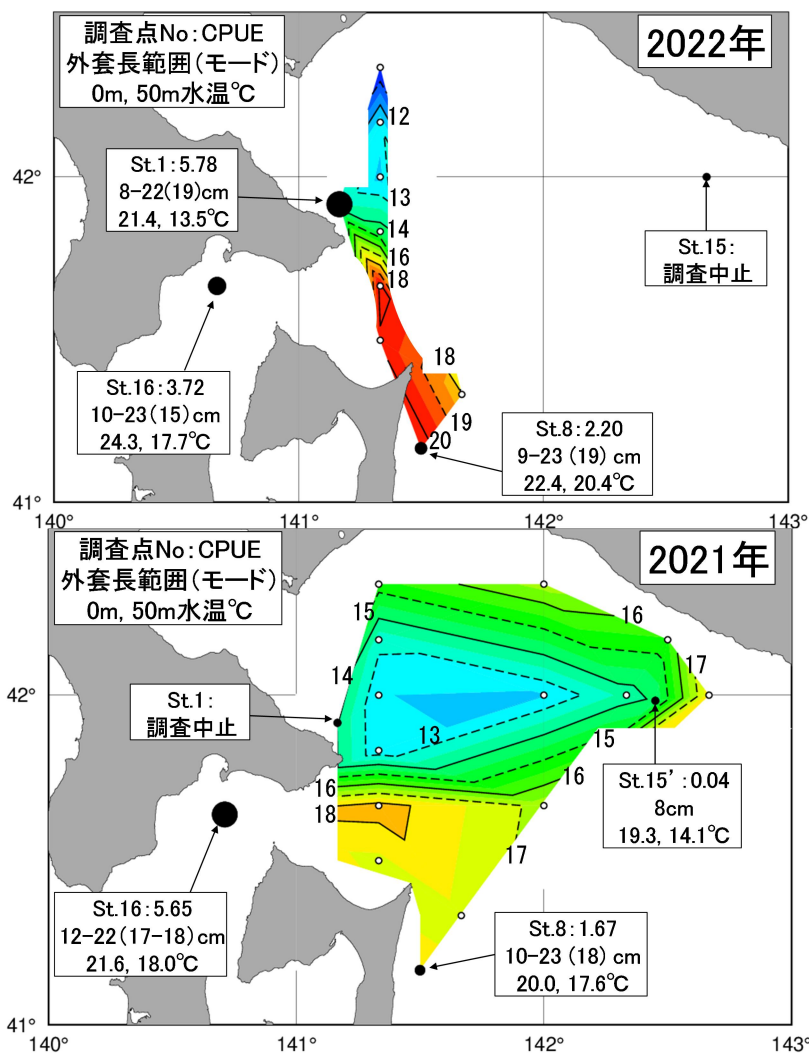 調査点No:CPUE
外套長範囲(モード)
0m, 50m水温℃
2022年
12
42°
St.1:5.78
8-22(19)cm
21.4, 13.5℃
13
14
16
18
St.15:
調査中止
St.16:3.72
10-23(15)cm
24.3, 17.7℃
18
19
20
St.8:2.20
9-23 (19) cm
22.4, 20.4℃
41°
140°
141°
142°
143°
調査点No:CPUE
外套長範囲(モード)
0m, 50m水温℃
2021年
15
16
14
17
42°
St.1:
調査中止
13
15
16
16
18
17
St.15’:0.04
8cm
19.3, 14.1℃
St.16:5.65
12-22(17-18)cm
21.6, 18.0℃
St.8:1.67
10-23 (18) cm
20.0, 17.6℃
41°
140°
141°
142°
143°